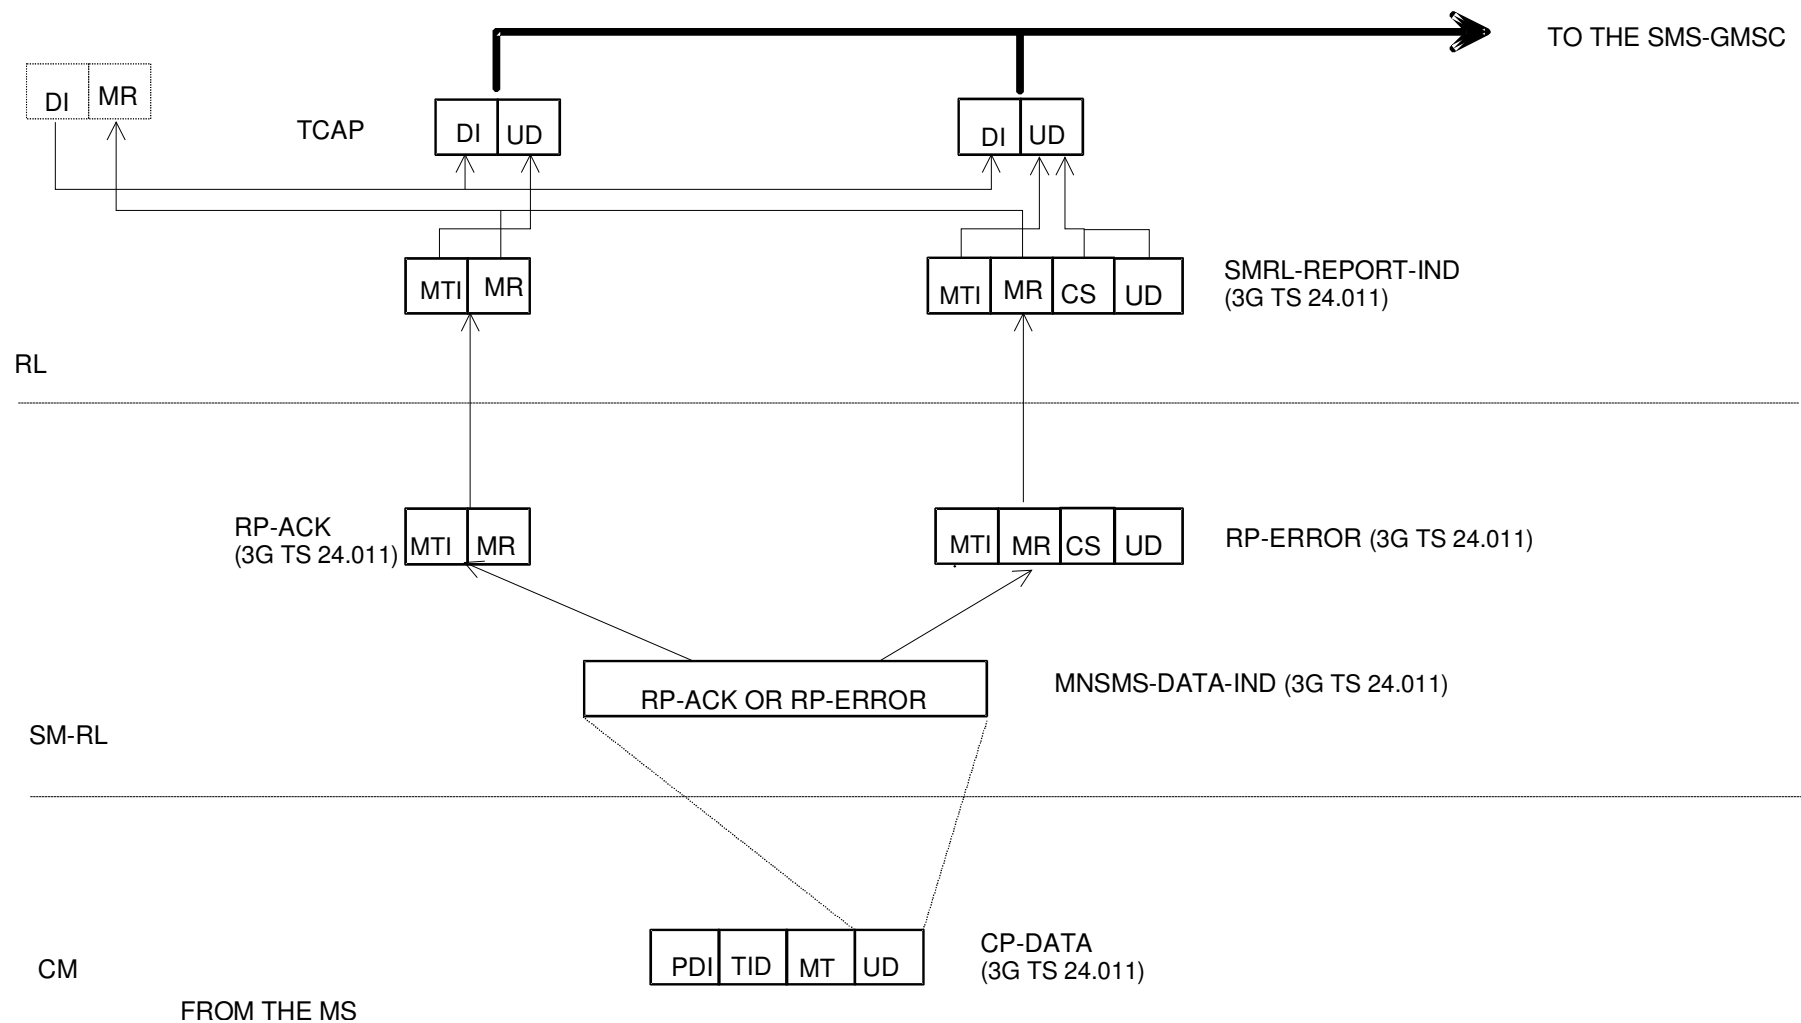 TO THE SMS-GMSC
DI MR
TCAP
DI UD
DI UD
MTI MR
MTI MR CS UD
SMRL-REPORT-IND
(3G TS 24.011)
RL
RP-ACK
(3G TS 24.011)
MTI MR
MTI MR CS UD
RP-ERROR (3G TS 24.011)
RP-ACK OR RP-ERROR
MNSMS-DATA-IND (3G TS 24.011)
SM-RL
PDI TID MT UD
CP-DATA
(3G TS 24.011)
CM
FROM THE MS